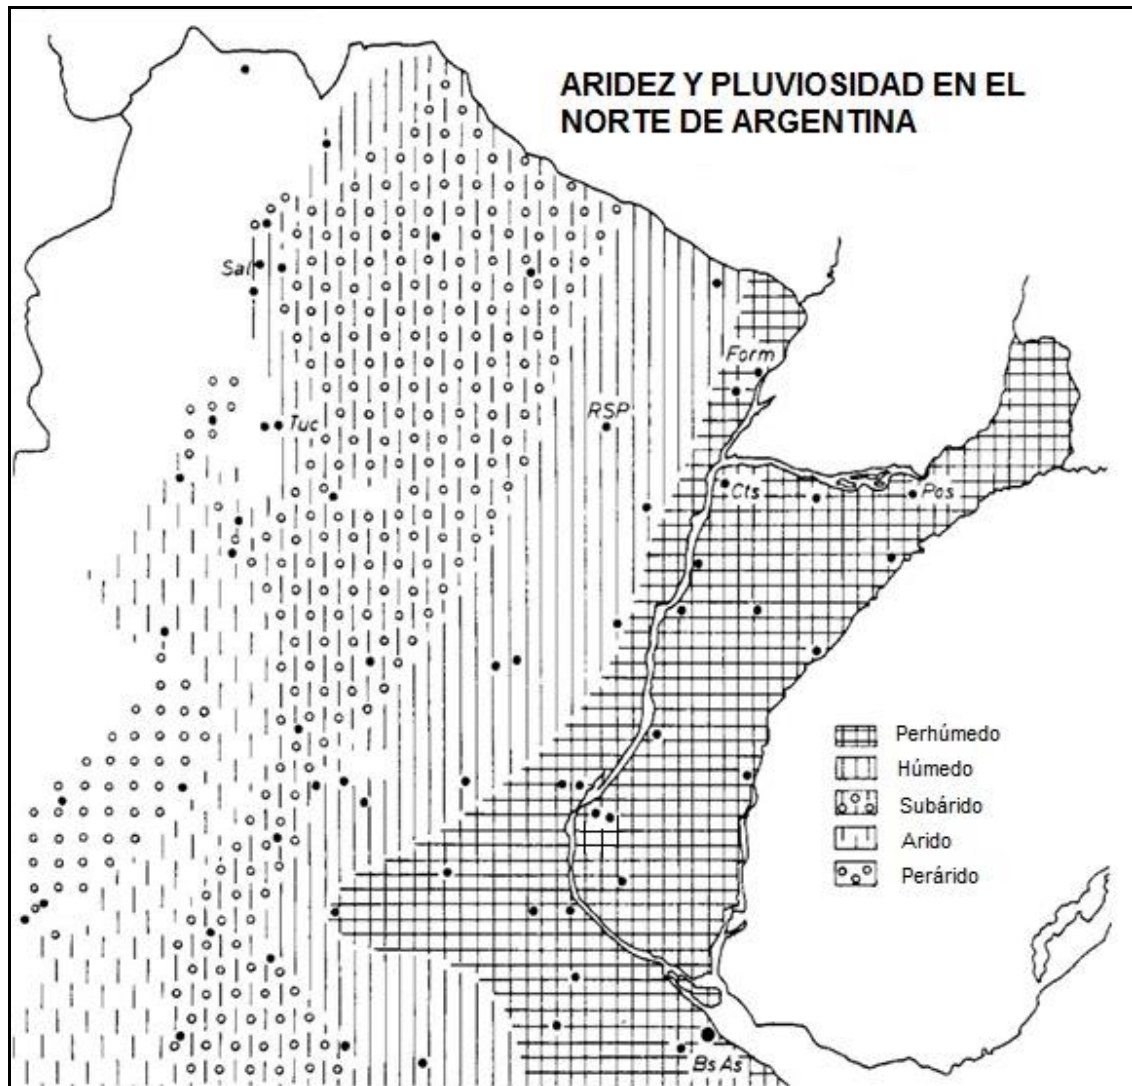 ARIDEZ Y PLUVIOSIDAD EN EL
NORTE DE ARGENTINA
Sal
Form
RSP
Tuc
Cts
Pos
Perhúmedo
Húmedo
Subárido
Arido
Perárido
Bs As